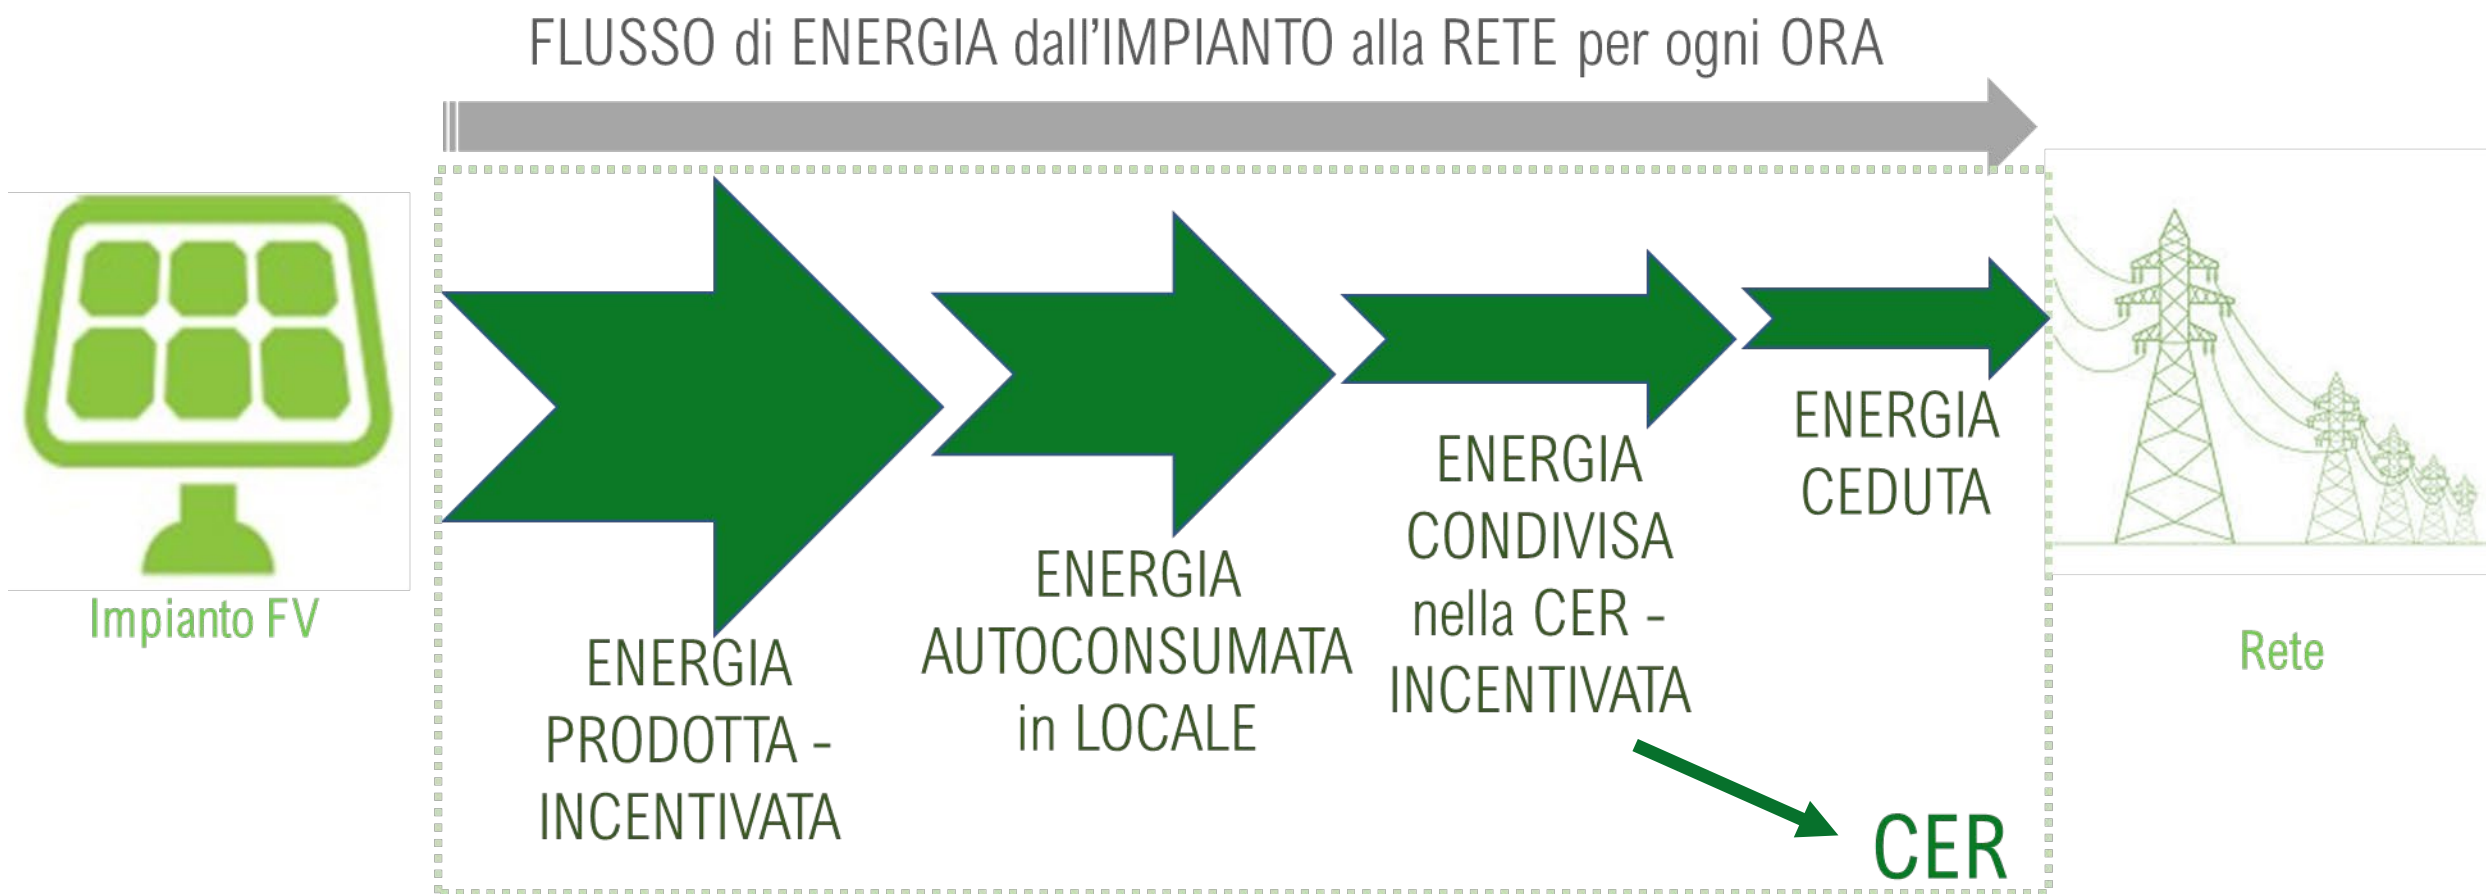 FLUSSO di ENERGIA dall'IMPIANTO alla RETE per ogni ORA
Impianto FV
ENERGIA
PRODOTTA -
INCENTIVATA
ENERGIA
AUTOCONSUMATA
in LOCALE
ENERGIA
CONDIVISA
nella CER -
INCENTIVATA
ENERGIA
CEDUTA
CER
Rete